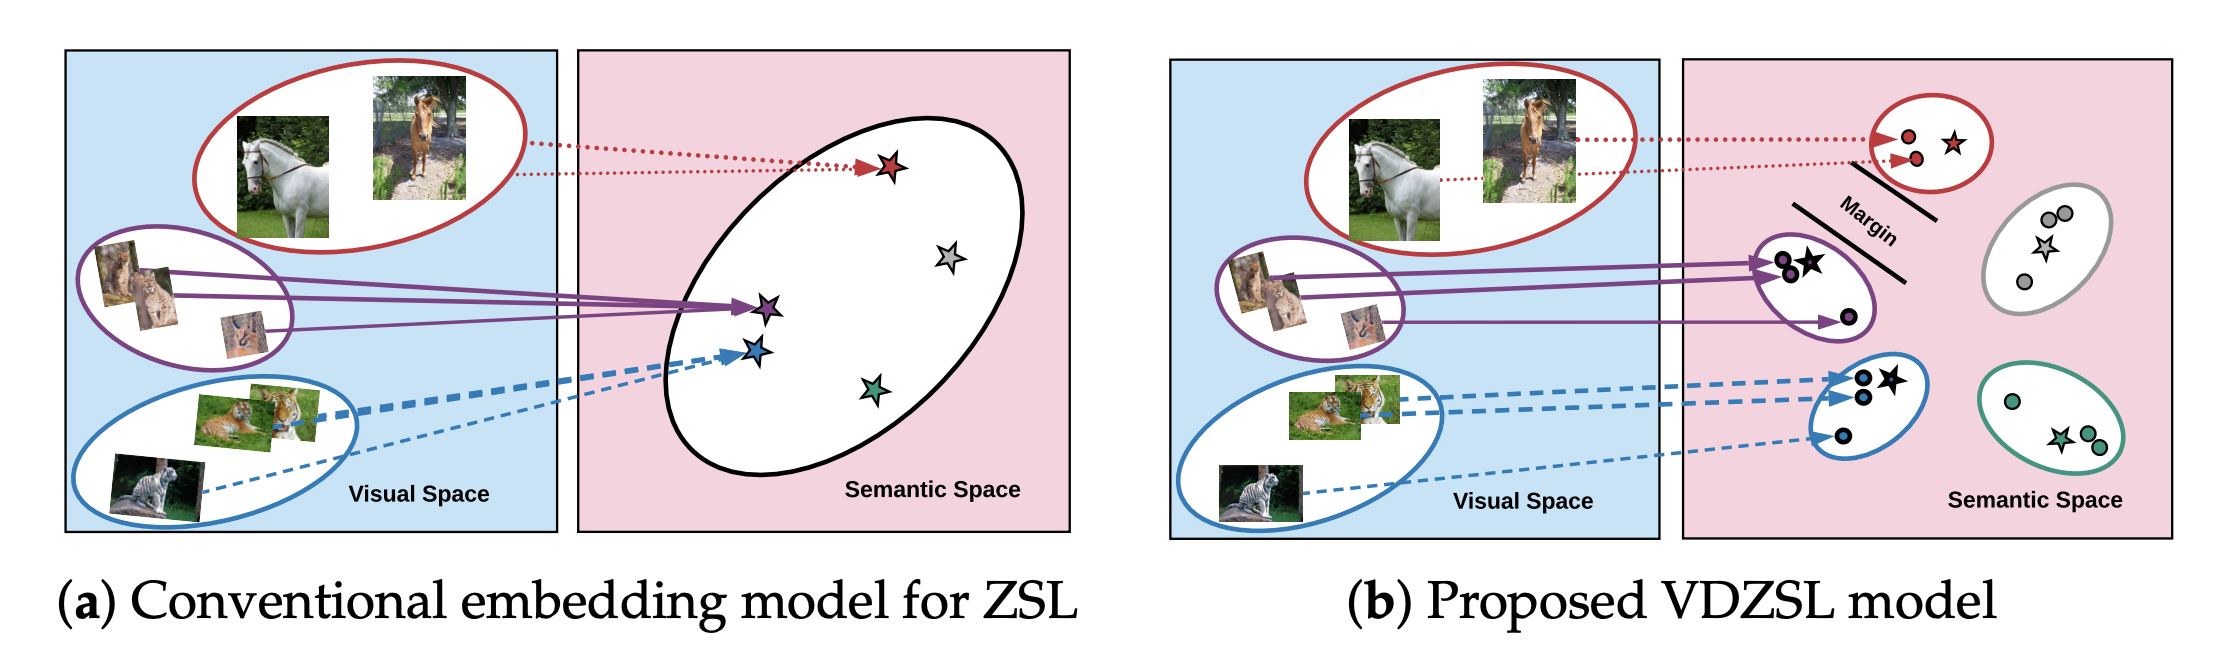 Visual Space
Semantic Space
Margin
Visual Space
Semantic Space
(a) Conventional embedding model for ZSL
(b) Proposed VDZSL model